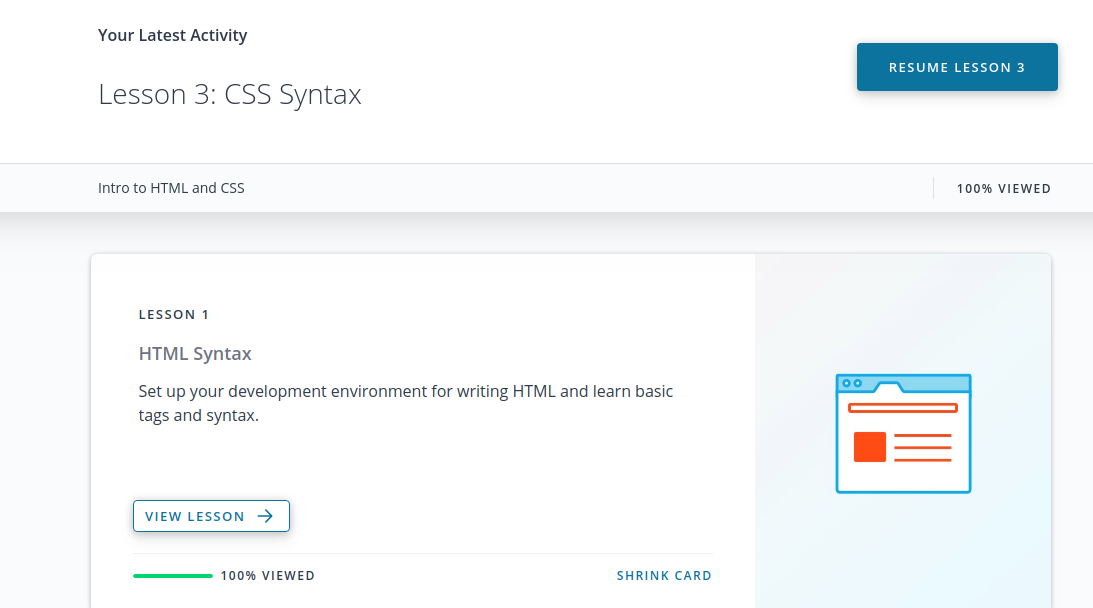 Your Latest Activity
RESUME LESSON 3
Lesson 3: CSS Syntax
Intro to HTML and CSS
100% VIEWED
LESSON 1
HTML Syntax
Set up your development environment for writing HTML and learn basic
tags and syntax.
VIEW LESSON
100% VIEWED
SHRINK CARD